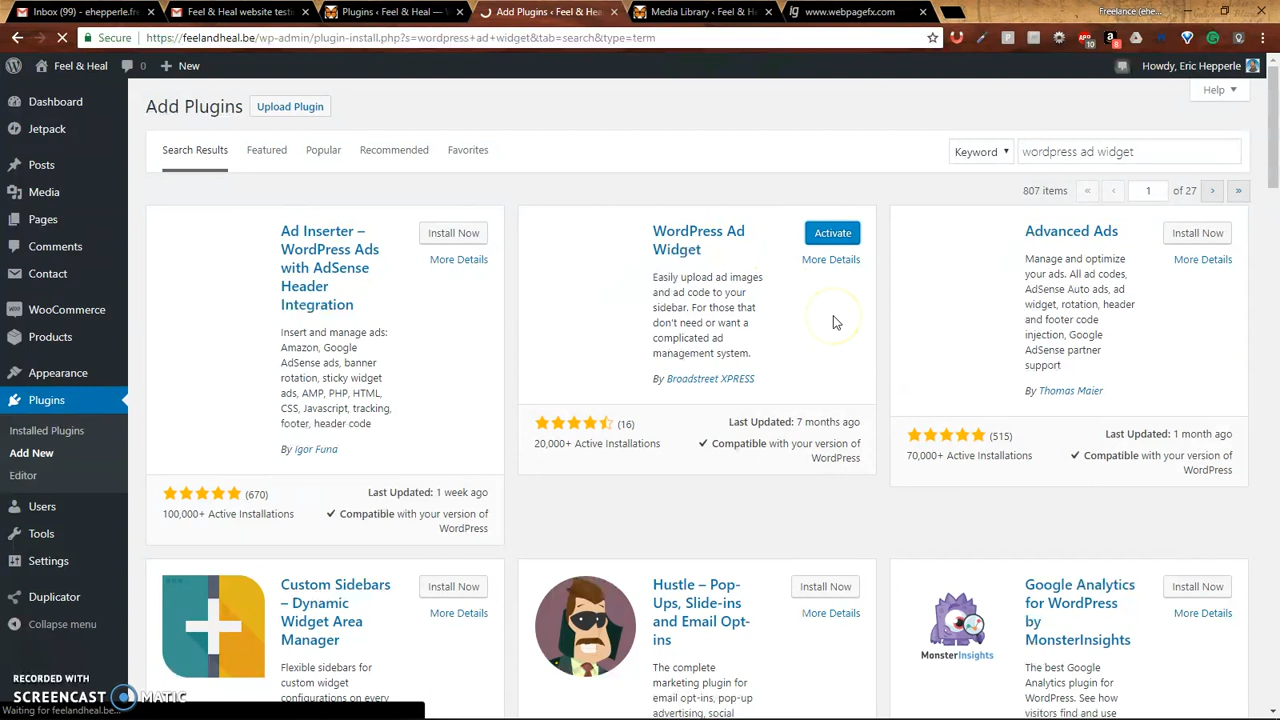 Inbox (91) - ehepperle.fr
Feel & Heal website testi
Plugins ‹ Feel & Heal —
Add Plugins ‹ Feel & Hea
Media Library ‹ Feel & H
www.webpagefx.com
Freelance (ehe...
Secure
https://feelandheal.be/wp-admin/plugin-install.php?s=wordpress+ad+widget&tab=search&type=term
Feel & Heal
0
New
Howdy, Eric Hepperle
Dashboard
Jetpack
Posts
Media
Pages
Comments
Contact
WooCommerce
Products
Appearance
Plugins
Installed Plugins
Add New
Editor
Users
Tools
Settings
Duplicator
Collapse menu
Add Plugins
Upload Plugin
Help
Search Results
Featured
Popular
Recommended
Favorites
Keyword
wordpress ad widget
807 items
«
‹
1
of 27
›
»
Ad Inserter –
WordPress Ads
with AdSense
Header
Integration
Install Now
More Details
Insert and manage ads:
Amazon, Google
AdSense ads, banner
rotation, sticky widget
ads, AMP, PHP, HTML,
CSS, Javascript, tracking,
footer, header code
By Igor Funa
(670)
100,000+ Active Installations
Last Updated: 1 week ago
Compatible with your version of
WordPress
WordPress Ad
Widget
Activate
More Details
Easily upload ad images
and ad code to your
sidebar. For those that
don't need or want a
complicated ad
management system.
By Broadstreet XPRESS
(16)
20,000+ Active Installations
Last Updated: 7 months ago
Compatible with your version of
WordPress
Advanced Ads
Install Now
More Details
Manage and optimize
your ads. All ad codes,
AdSense Auto ads, ad
widget, rotation, header
and footer code
injection, Google
AdSense partner
support
By Thomas Maier
(515)
70,000+ Active Installations
Last Updated: 1 month ago
Compatible with your version of
WordPress
Custom Sidebars
– Dynamic
Widget Area
Manager
Install Now
More Details
Flexible sidebars for
custom widget
configurations on every
Hustle – Pop-
Ups, Slide-ins
and Email Opt-
ins
Install Now
More Details
The complete
marketing plugin for
email opt-ins, pop-up
advertising, social
MonsterInsights
Google Analytics
for WordPress
by
MonsterInsights
Install Now
More Details
The best Google
Analytics plugin for
WordPress. See how
visitors find and use
RECORDED WITH
SCREENCAST MATIC
Waiting for feelandheal.be...